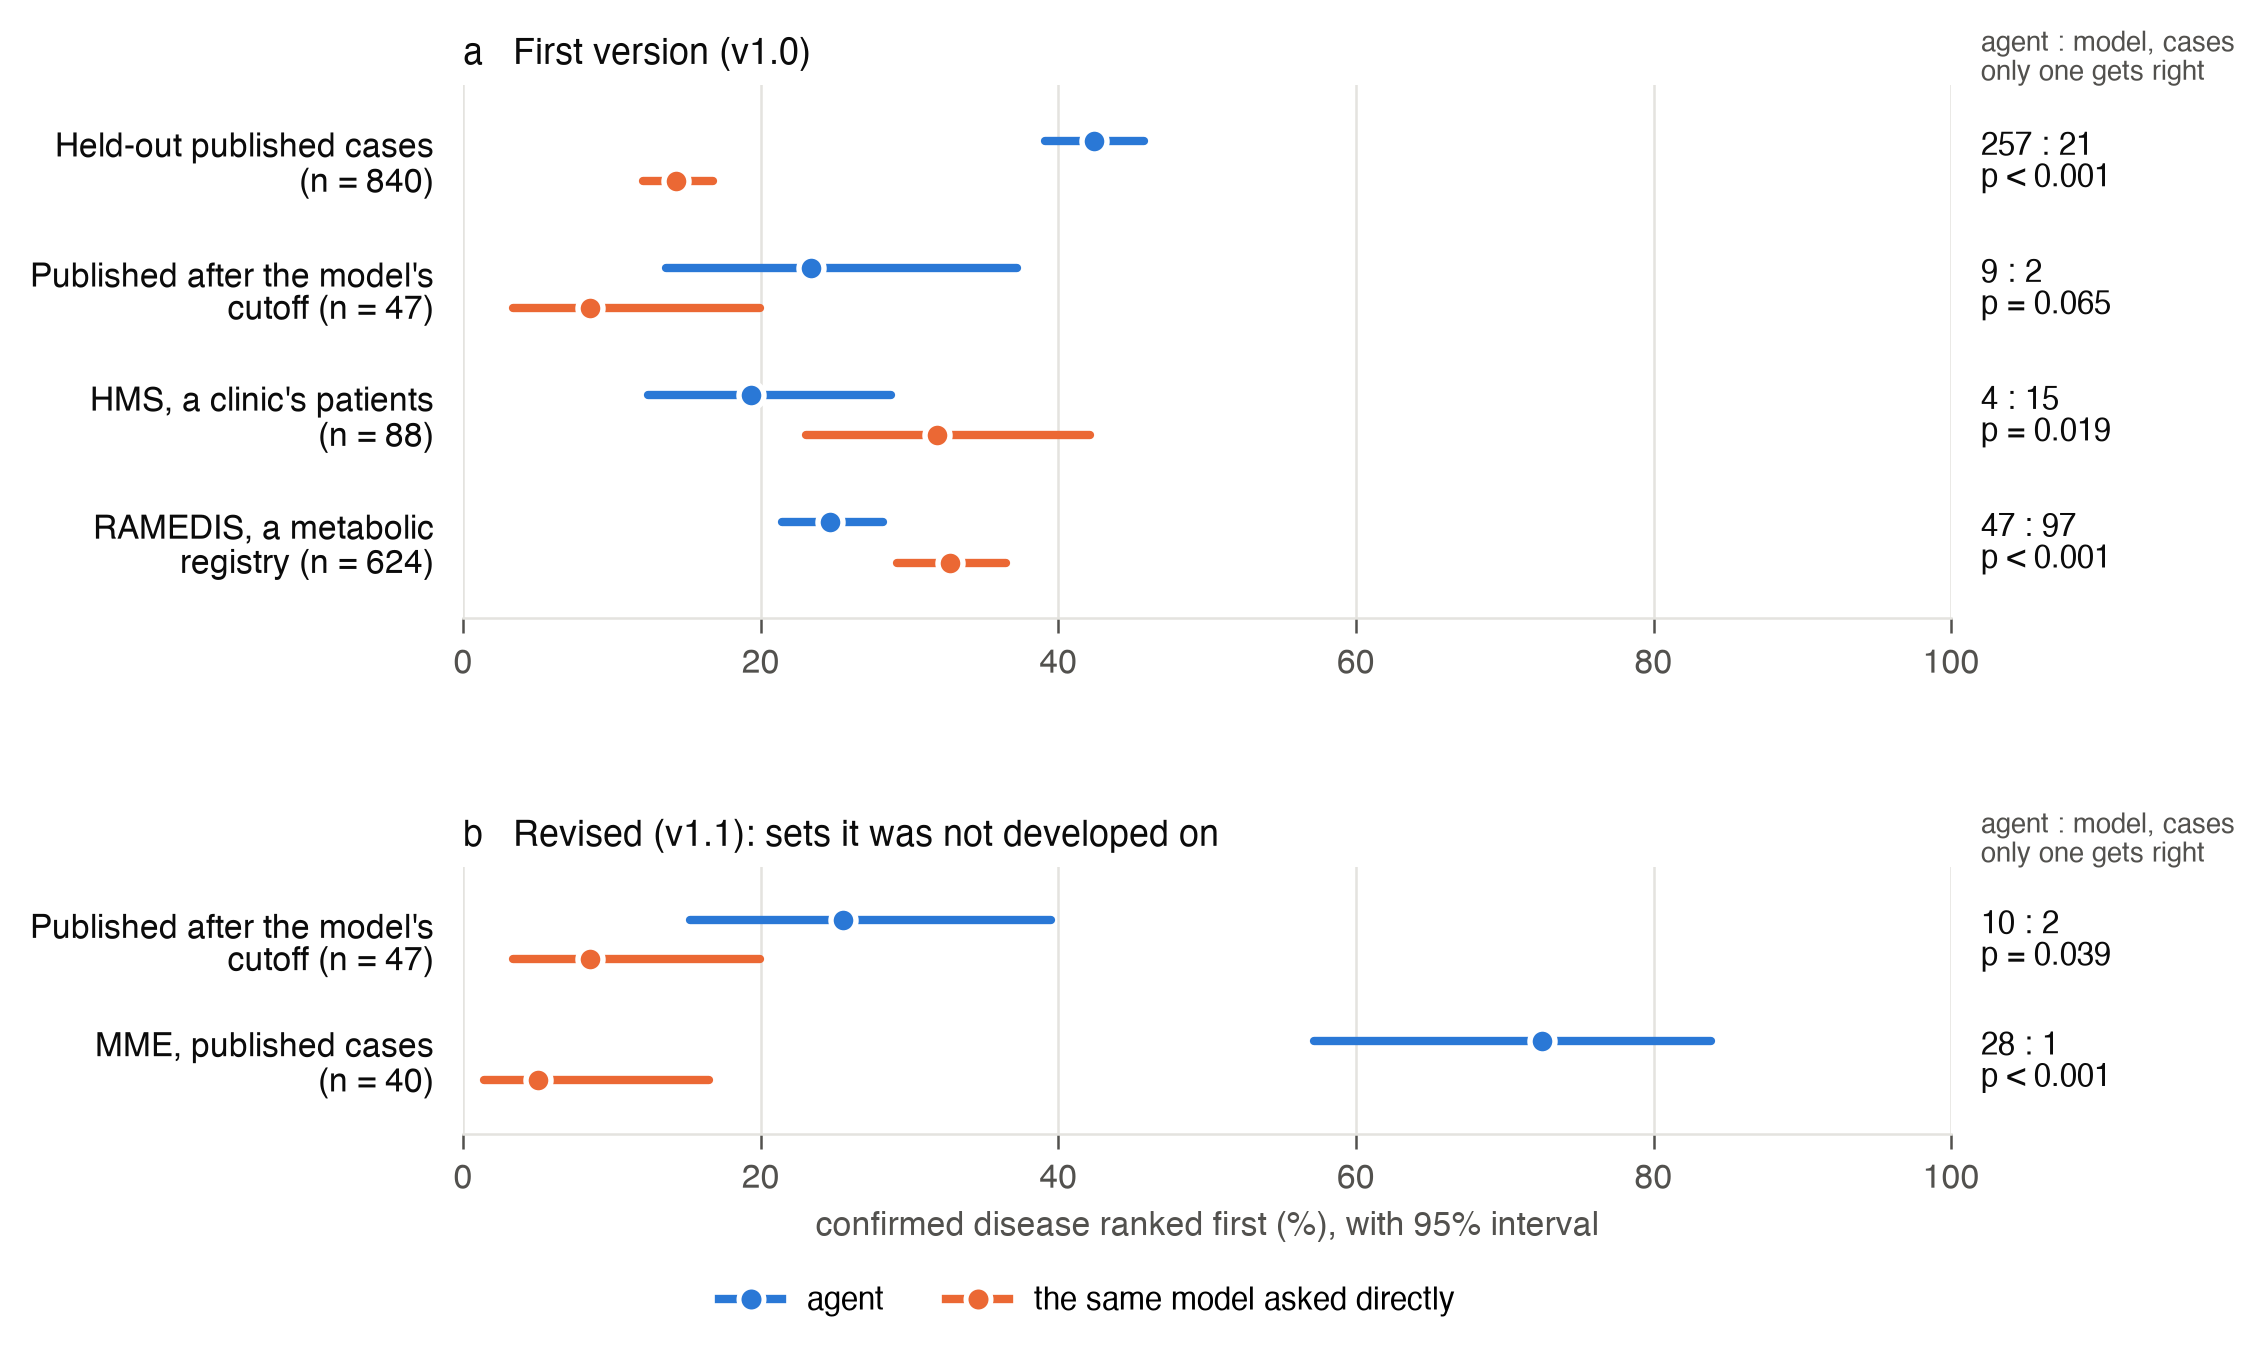 a First version (v1.0)
agent : model, cases
only one gets right
Held-out published cases
(n = 840)
257 : 21
p < 0.001
Published after the model's
cutoff (n = 47)
9 : 2
p = 0.065
HMS, a clinic's patients
(n = 88)
4 : 15
p = 0.019
RAMEDIS, a metabolic
registry (n = 624)
47 : 97
p < 0.001
0 20 40 60 80 100
b Revised (v1.1): sets it was not developed on
agent : model, cases
only one gets right
Published after the model's
cutoff (n = 47)
10 : 2
p = 0.039
MME, published cases
(n = 40)
28 : 1
p < 0.001
0 20 40 60 80 100
confirmed disease ranked first (%), with 95% interval
agent the same model asked directly